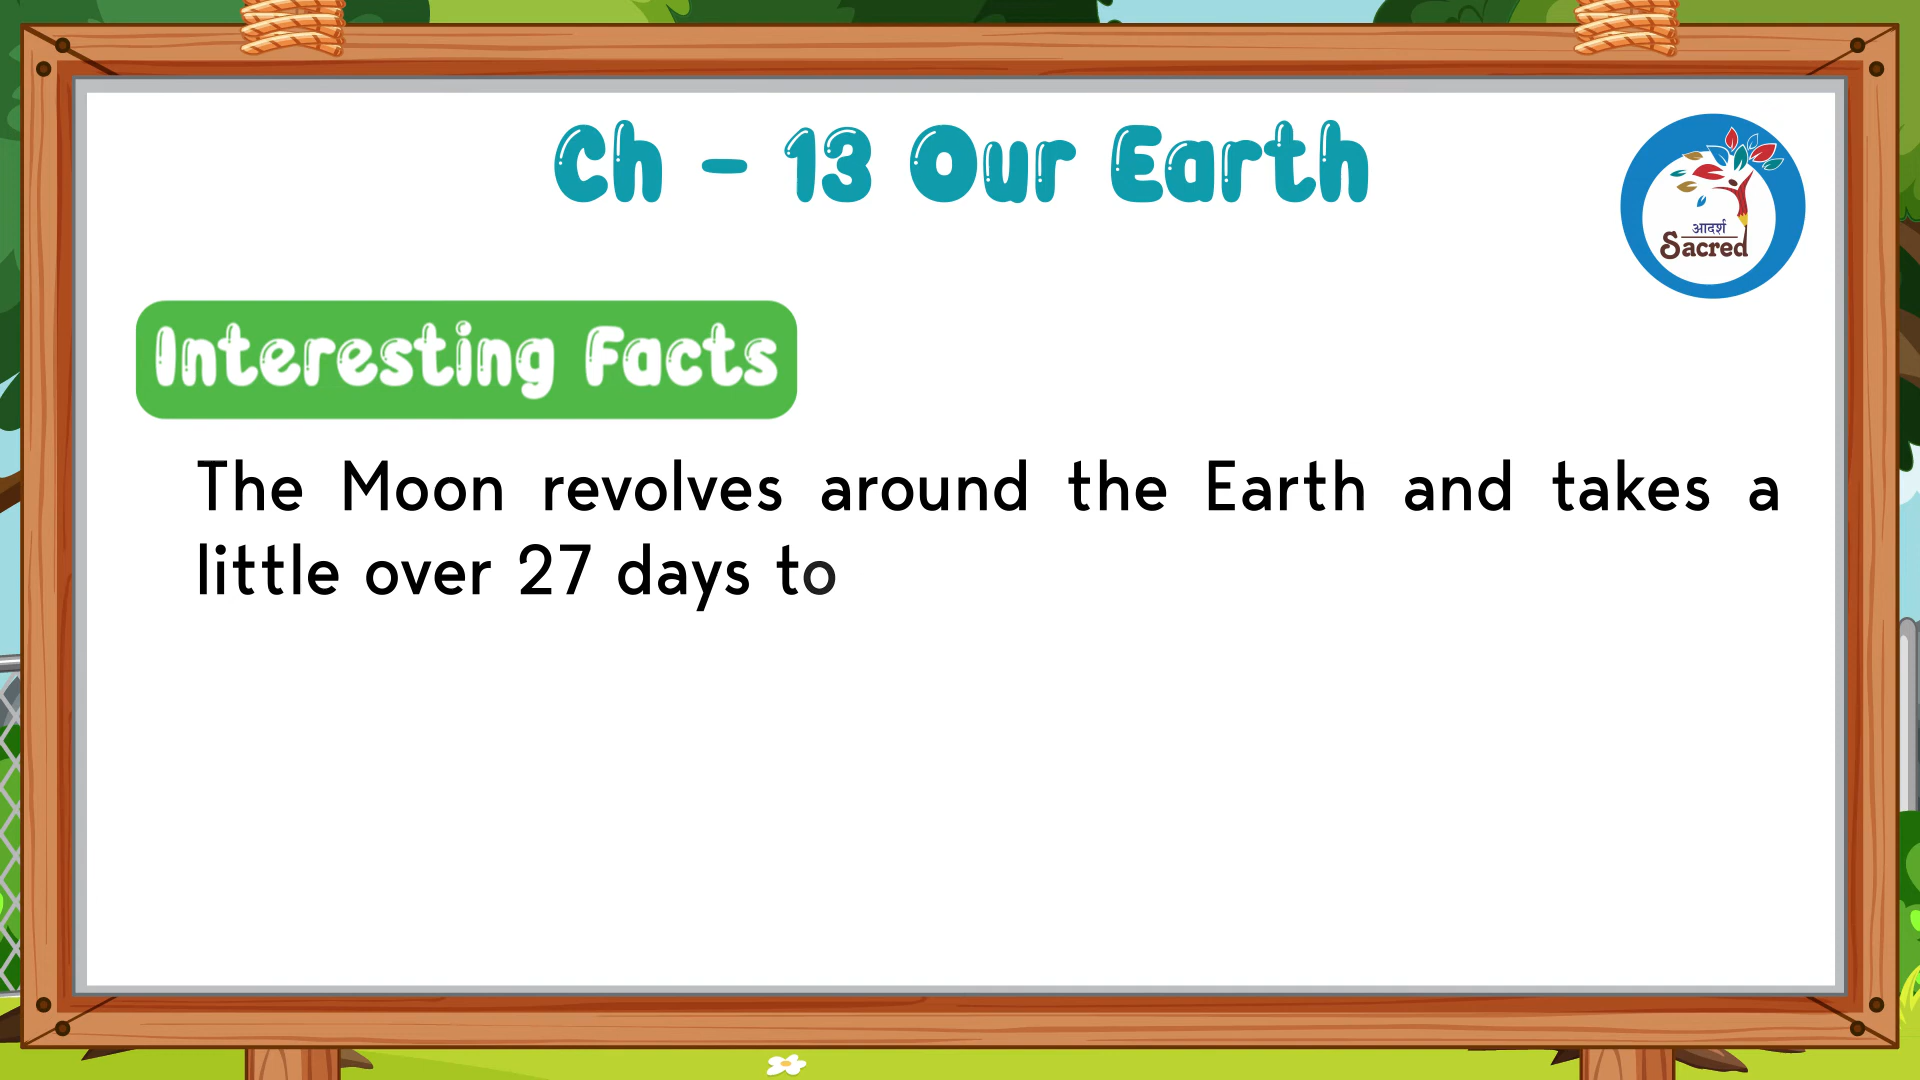 Ch - 13 Our Earth
आदर्श
Sacred
Interesting Facts
The Moon revolves around the Earth and takes a
little over 27 days to